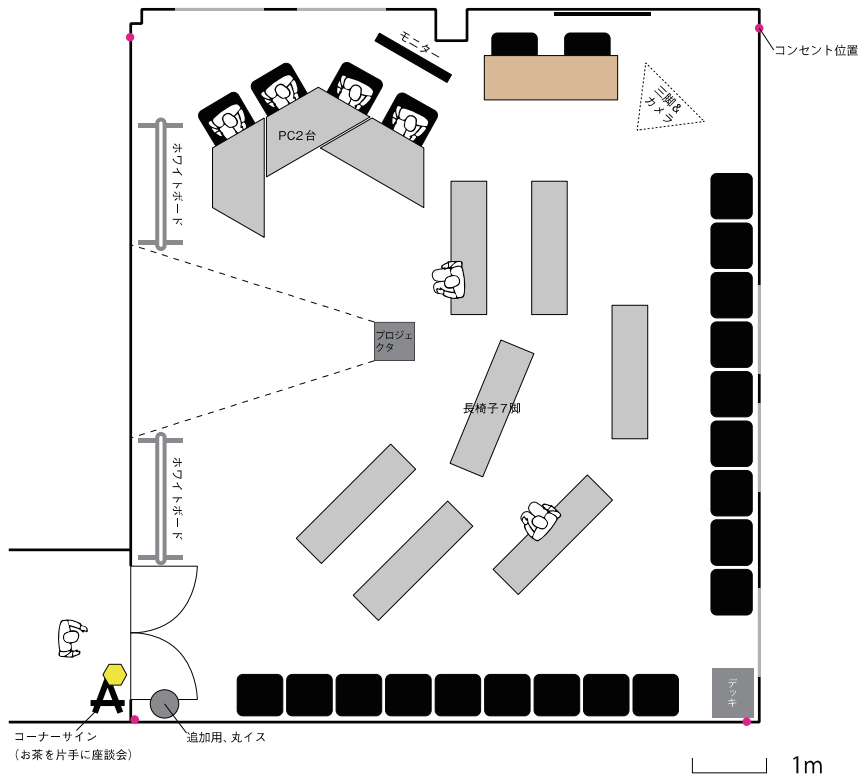 モニター
コンセント位置
三脚&
カメラ
PC2台
ホワイトボード
プロジェ
クタ
長椅子7脚
ホワイトボード
デッキ
コーナーサイン
(お茶を片手に座談会)
追加用、丸イス
1m